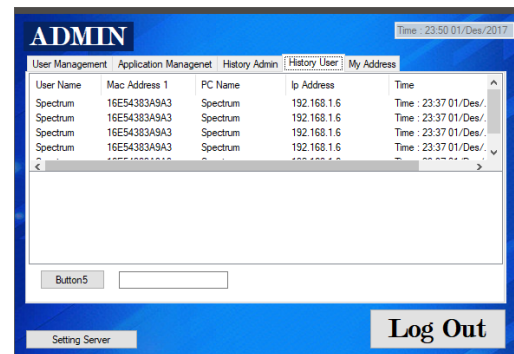 ADMIN
Time : 23:50 01/Des/2017
User Management Application Managenet History Admin History User My Address
User Name Mac Address 1 PC Name Ip Address Time
Spectrum 16E54383A9A3 Spectrum 192.168.1.6 Time : 23:37 01/Des/.
Spectrum 16E54383A9A3 Spectrum 192.168.1.6 Time : 23:37 01/Des/.
Spectrum 16E54383A9A3 Spectrum 192.168.1.6 Time : 23:37 01/Des/.
Spectrum 16E54383A9A3 Spectrum 192.168.1.6 Time : 23:37 01/Des/.
Button5
Log Out
Setting Server